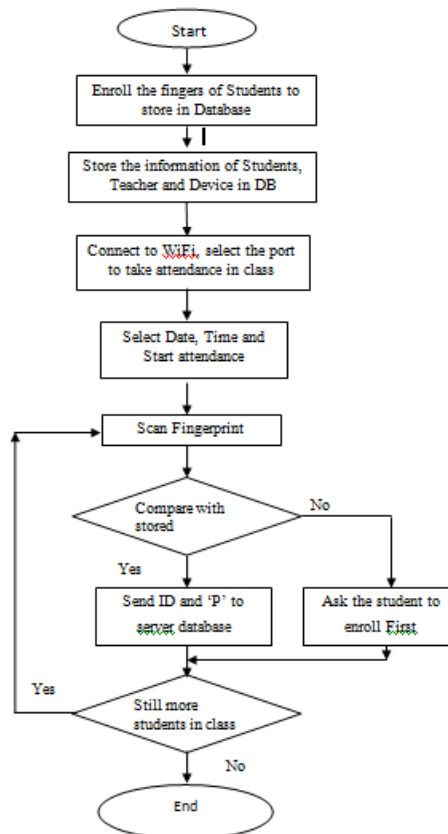 Start
Enroll the fingers of Students to
store in Database
Store the information of Students,
Teacher and Device in DB
Connect to WiFi, select the port
to take attendance in class
Select Date, Time and
Start attendance
Scan Fingerprint
Compare with
stored
No
Yes
Send ID and ‘P’ to
server database
Ask the student to
enroll First
Yes
Still more
students in class
No
End